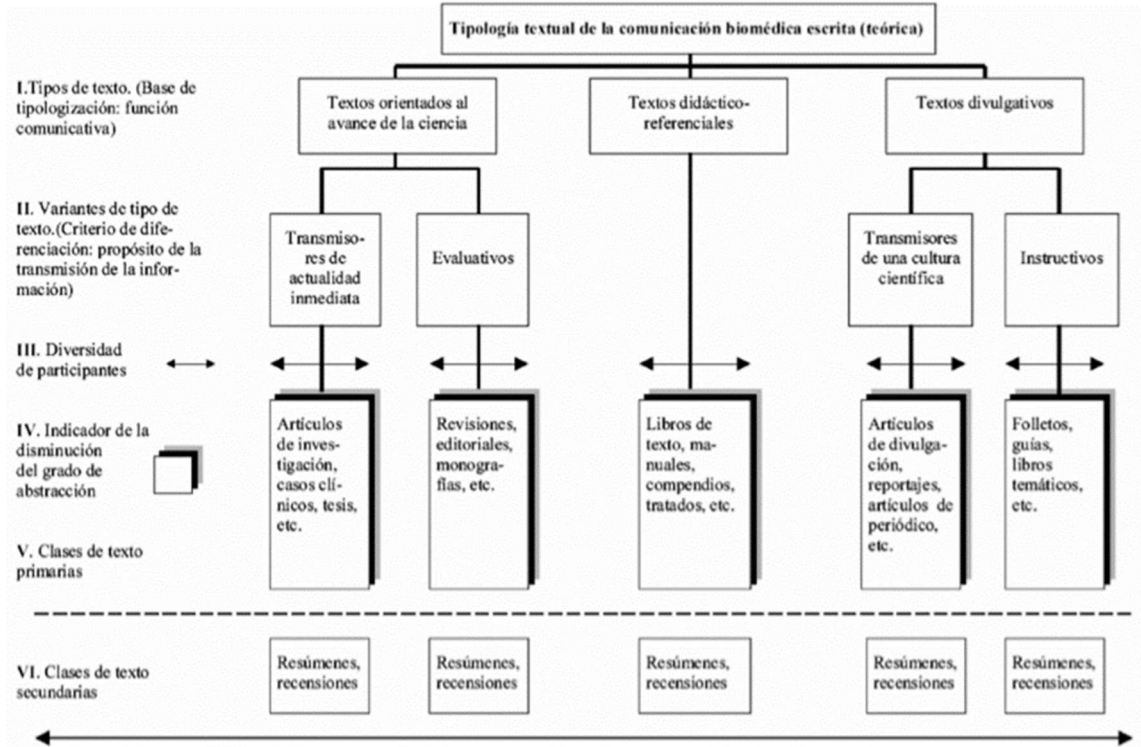 Tipología textual de la comunicación biomédica escrita (teórica)
I.Tipos de texto. (Base de
tipologización: función
comunicativa)
Textos orientados al
avance de la ciencia
Textos didáctico-
referenciales
Textos divulgativos
II. Variantes de tipo de
texto.(Criterio de dife-
renciación: propósito de la
transmisión de la infor-
mación)
Transmiso-
res de
actualidad
inmediata
Evaluativos
Transmisores
de una cultura
científica
Instructivos
III. Diversidad
de participantes
IV. Indicador de la
disminución
del grado de
abstracción
V. Clases de texto
primarias
Artículos
de inves-
tigación,
casos clí-
nicos, tesis,
etc.
Revisiones,
editoriales,
monogra-
fías, etc.
Libros de
texto, ma-
nuales,
compendios,
tratados, etc.
Artículos
de divulga-
ción,
reportajes,
artículos de
periódico,
etc.
Folletos,
guías,
libros
temáticos,
etc.
VI. Clases de texto
secundarias
Resúmenes,
recensiones
Resúmenes,
recensiones
Resúmenes,
recensiones
Resúmenes,
recensiones
Resúmenes,
recensiones